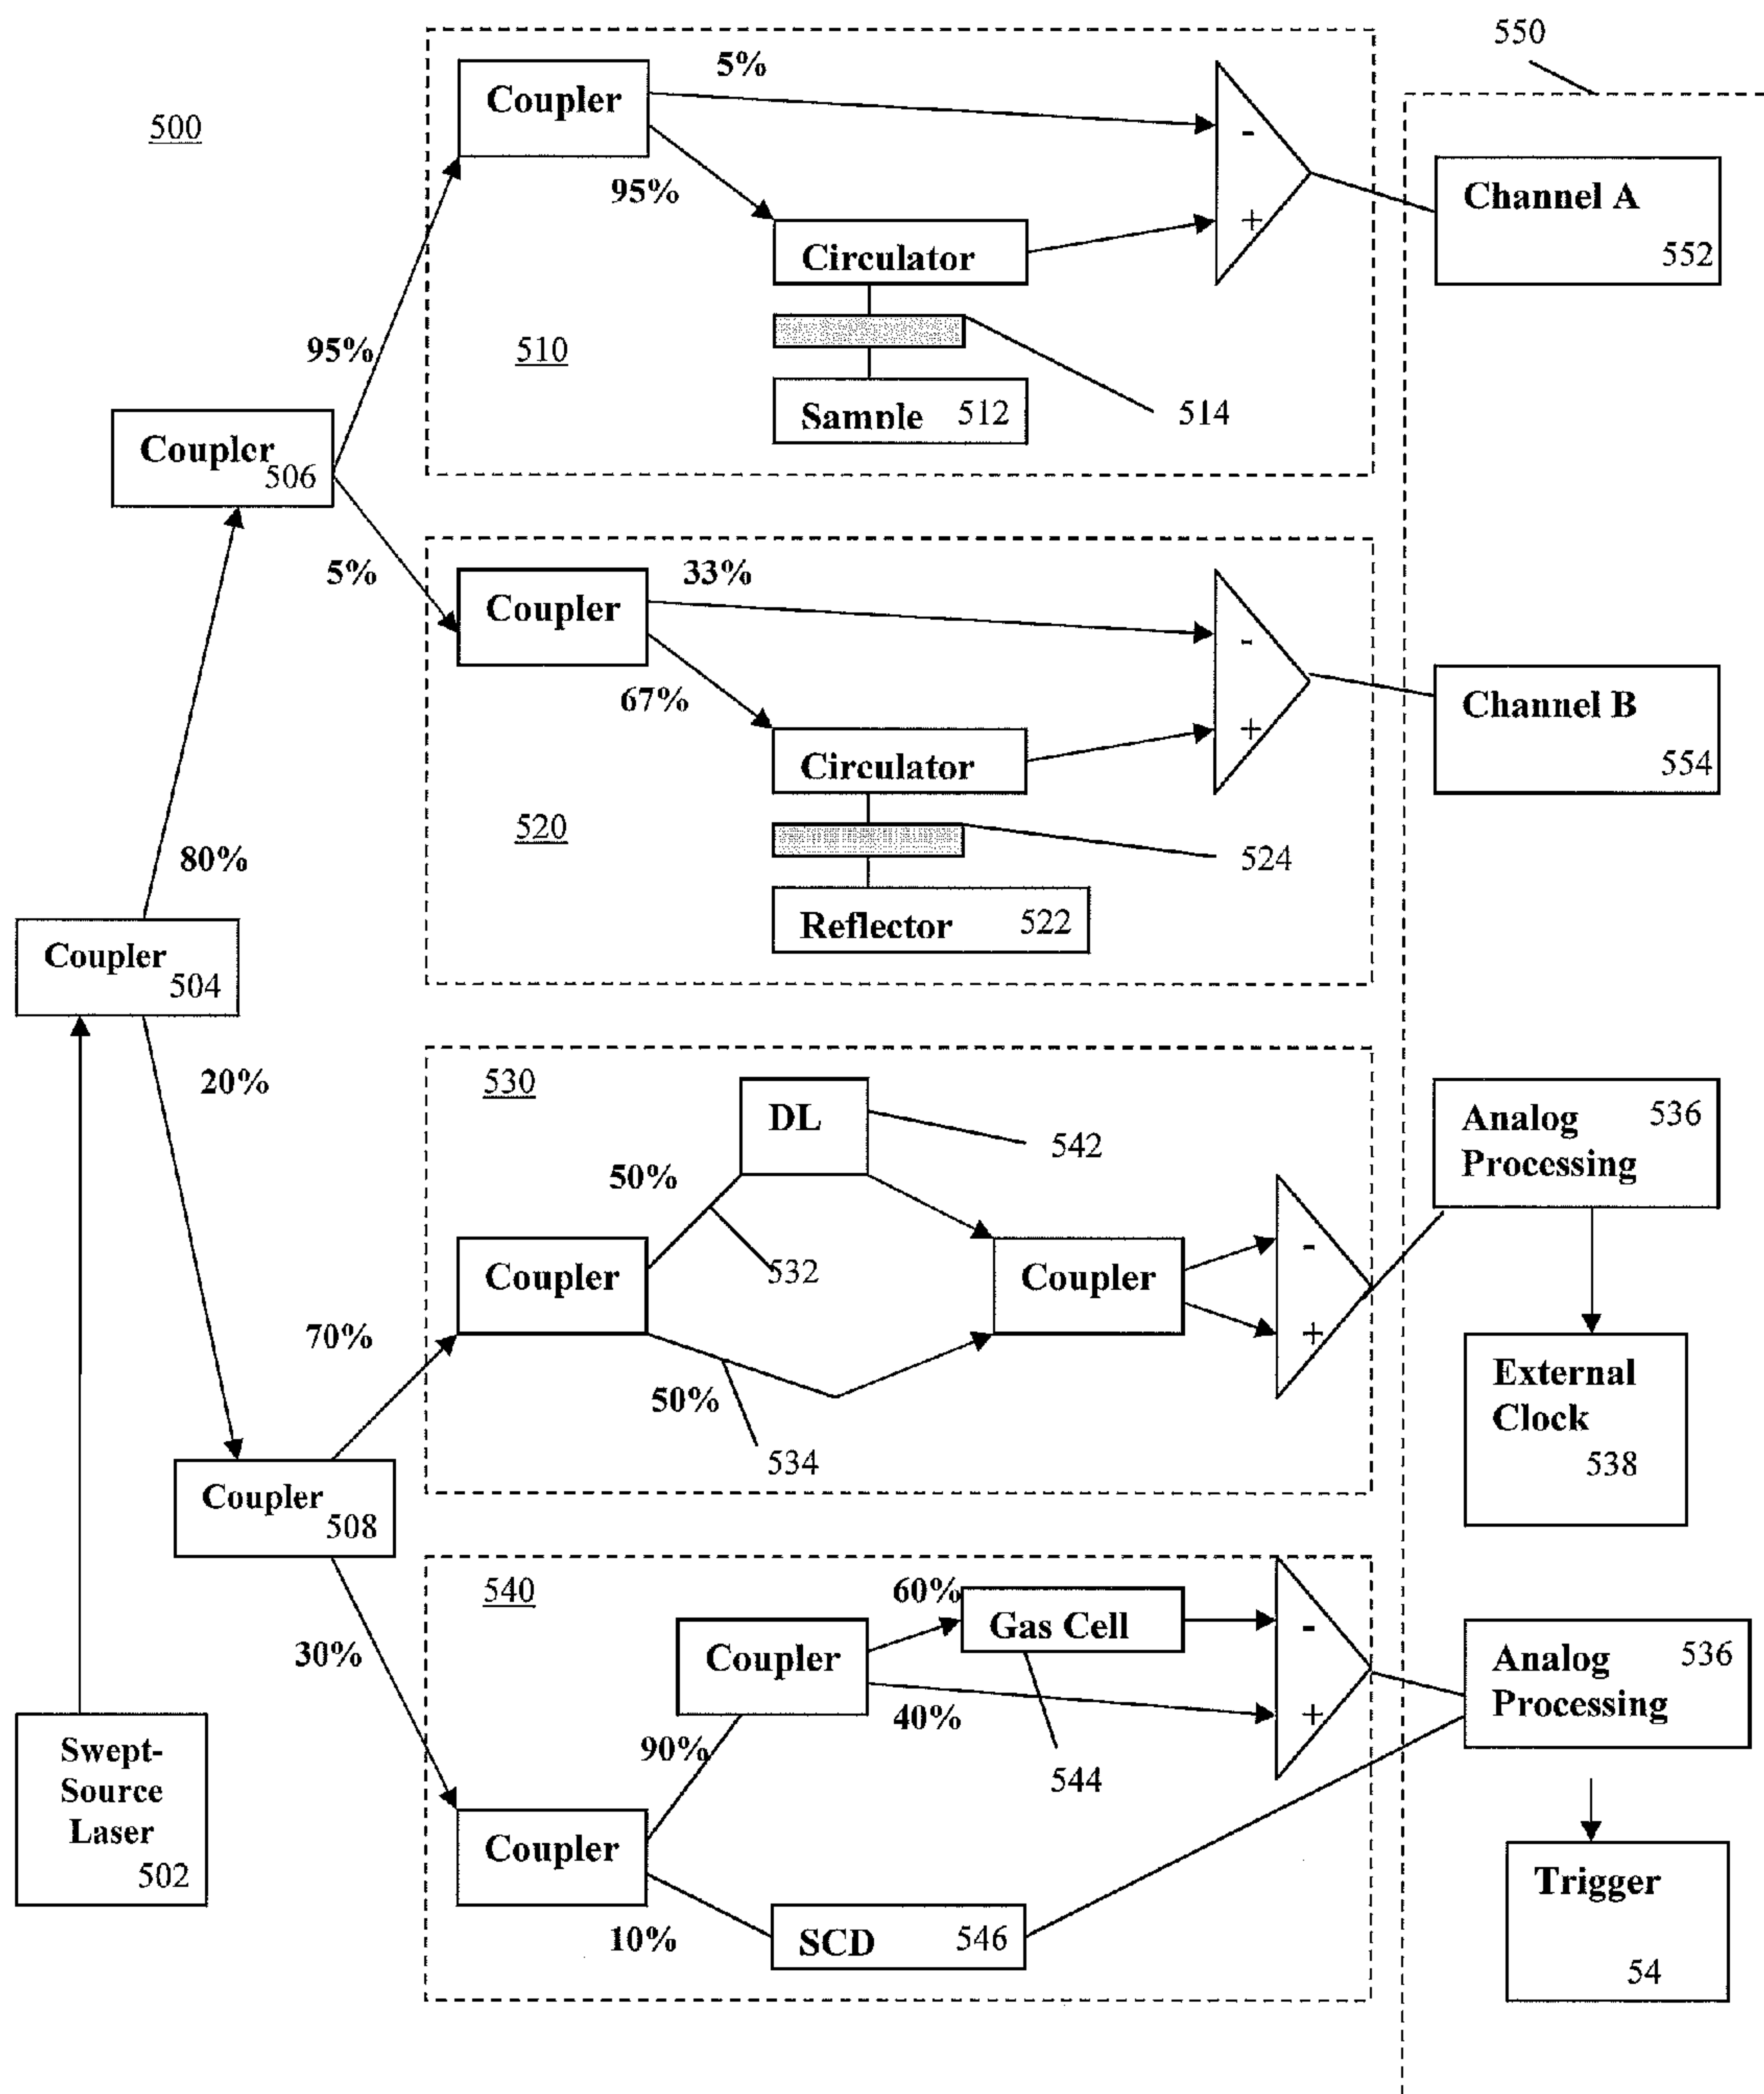 550
500
Coupler
5%
-
95%
+
Circulator
Channel A
552
510
Sample 512
514
95%
Coupler
506
80%
5%
Coupler
33%
-
67%
+
Circulator
Channel B
554
520
524
Reflector 522
Coupler
504
20%
530
DL
542
50%
532
Coupler
Coupler
-
+
50%
534
Analog 536
Processing
External
Clock
538
70%
Coupler
508
30%
540
60%
Gas Cell
-
Coupler
40%
+
544
90%
Coupler
10%
SCD 546
Analog 536
Processing
Trigger
54
Swept-
Source
Laser
502